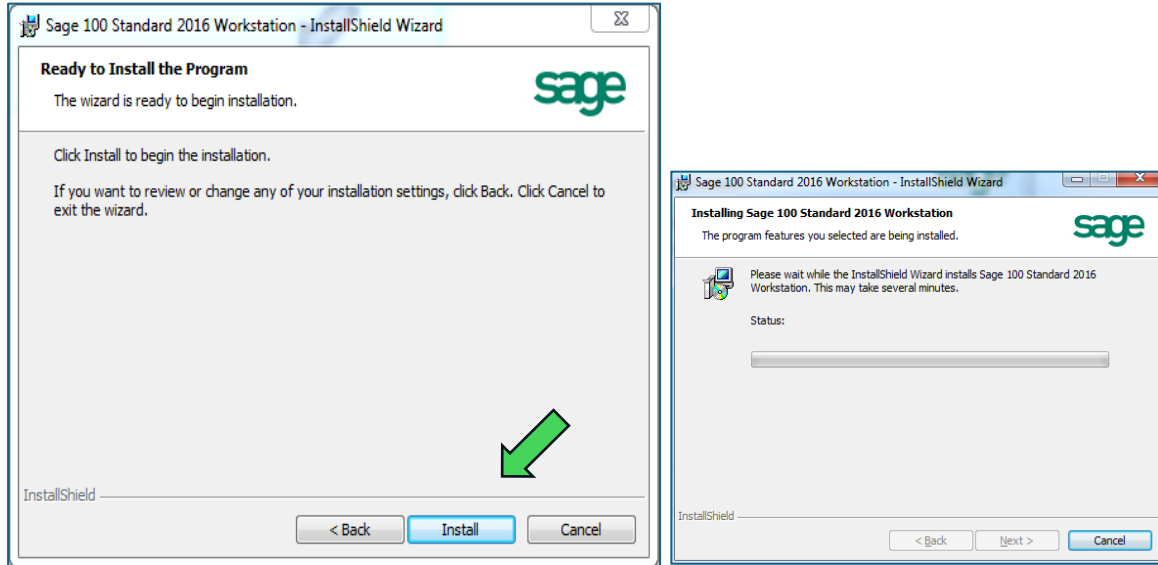 Sage 100 Standard 2016 Workstation - InstallShield Wizard
Ready to Install the Program
The wizard is ready to begin installation.
sage
Click Install to begin the installation.
If you want to review or change any of your installation settings, click Back. Click Cancel to
exit the wizard.
InstallShield
< Back
Install
Cancel
Sage 100 Standard 2016 Workstation - InstallShield Wizard
Installing Sage 100 Standard 2016 Workstation
The program features you selected are being installed.
sage
Please wait while the InstallShield Wizard installs Sage 100 Standard 2016
Workstation. This may take several minutes.
Status:
InstallShield
< Back
Next >
Cancel